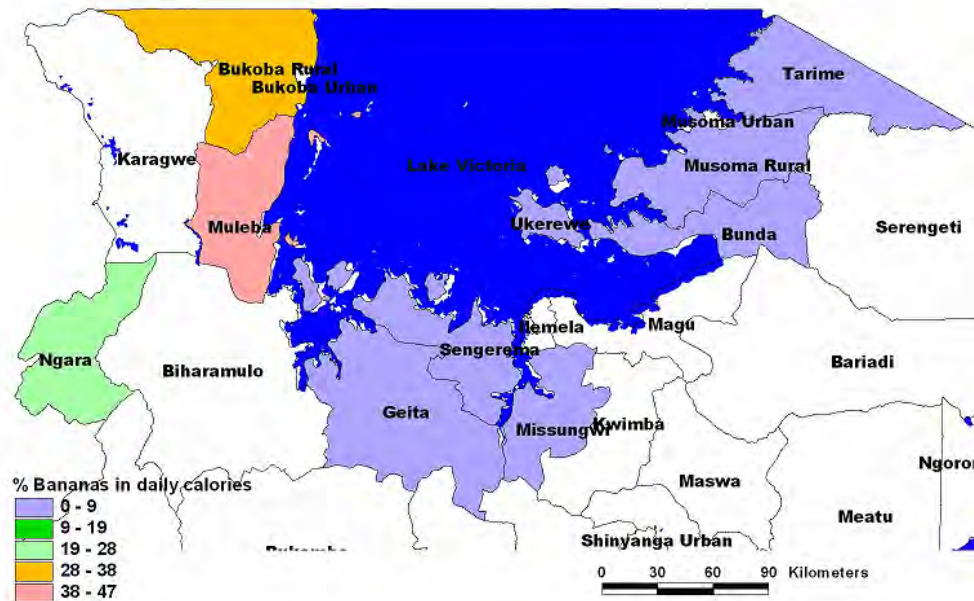 Tarime
Bukoba Rural
Bukoba Urban
Musoma Urban
Karagwe
Lake Victoria
Musoma Rural
Muleba
Ukerewe
Bunda
Serengeti
Ilemela
Magu
Sengerema
Ngara
Biharamulo
Bariadi
Geita
Missungwi
Kwimba
Ngoron
Maswa
Meatu
Shinyanga Urban
% Bananas in daily calories
0 - 9
9 - 19
19 - 28
28 - 38
38 - 47
0 30 60 90 Kilometers